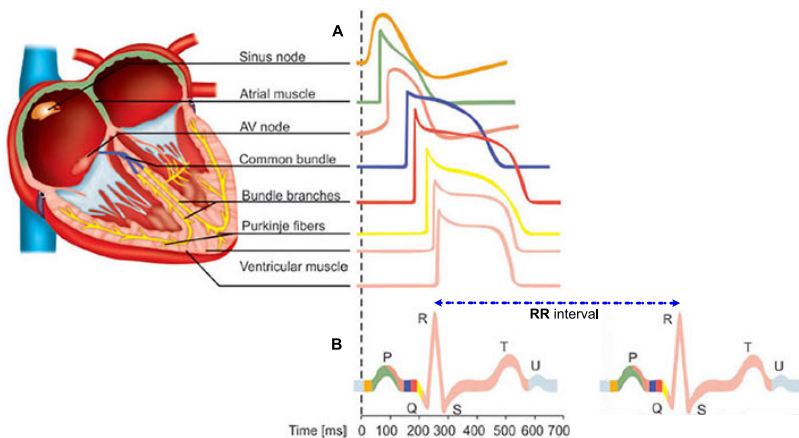 A
Sinus node
Atrial muscle
AV node
Common bundle
Bundle branches
Purkinje fibers
Ventricular muscle
RR interval
B
R
P
T
U
Q
S
R
P
T
U
Q
S
Time [ms]
0 100 200 300 400 500 600 700